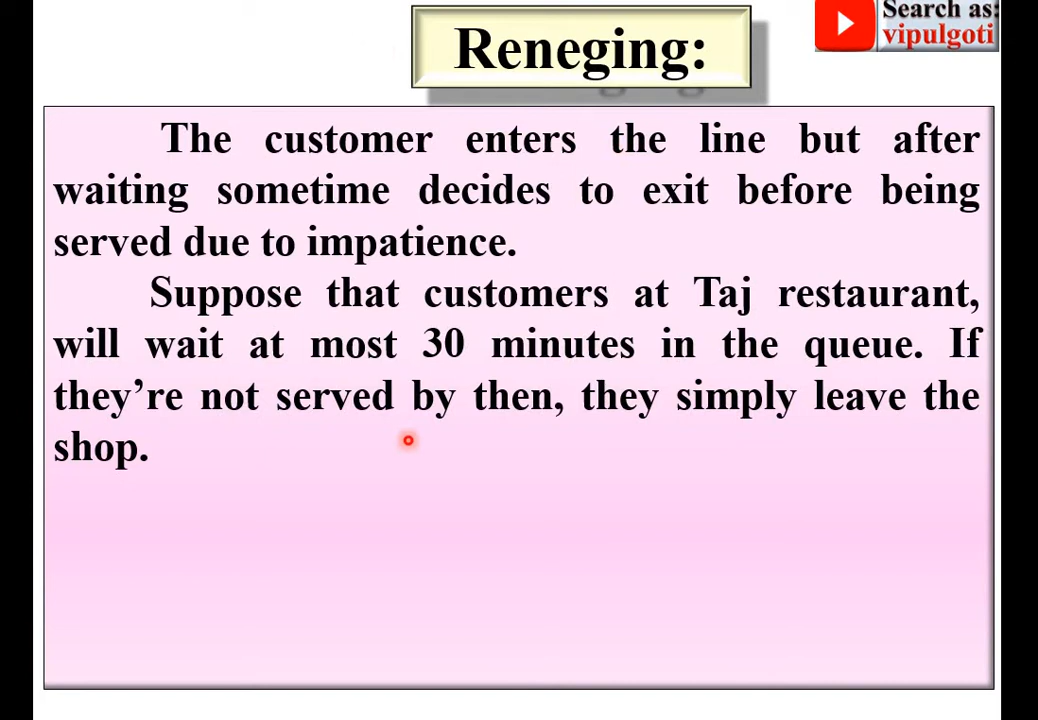 Search as:
vipulgoti
Reneging:
The customer enters the line but after
waiting sometime decides to exit before being
served due to impatience.
Suppose that customers at Taj restaurant,
will wait at most 30 minutes in the queue. If
they’re not served by then, they simply leave the
shop.